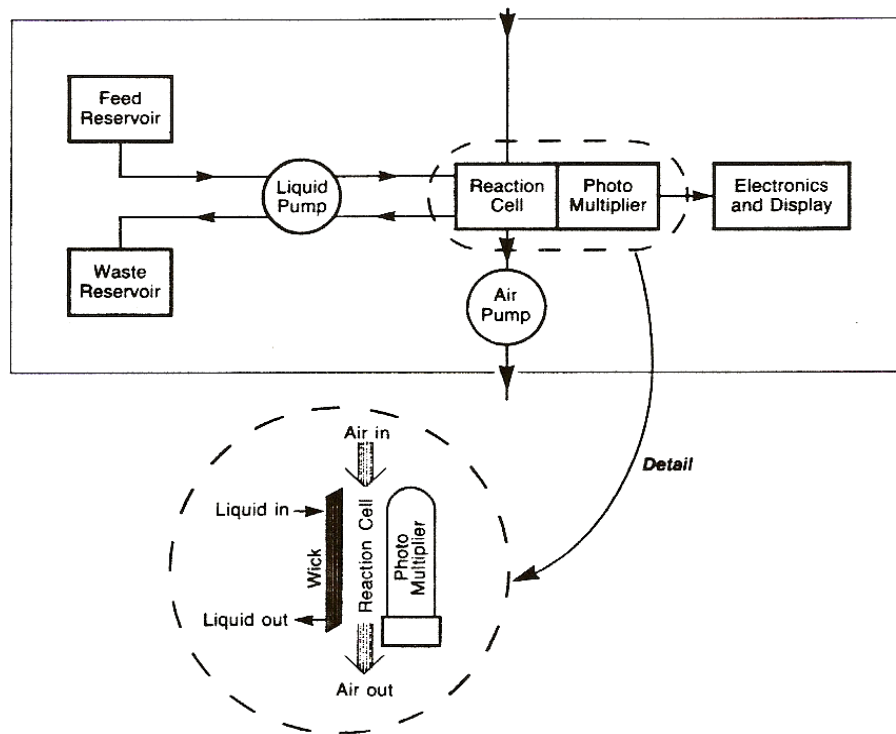 Feed
Reservoir
Liquid
Pump
Reaction
Cell
Photo
Multiplier
Electronics
and Display
Waste
Reservoir
Air
Pump
Detail
Air in
Liquid in
Wick
Reaction Cell
Photo
Multiplier
Liquid out
Air out